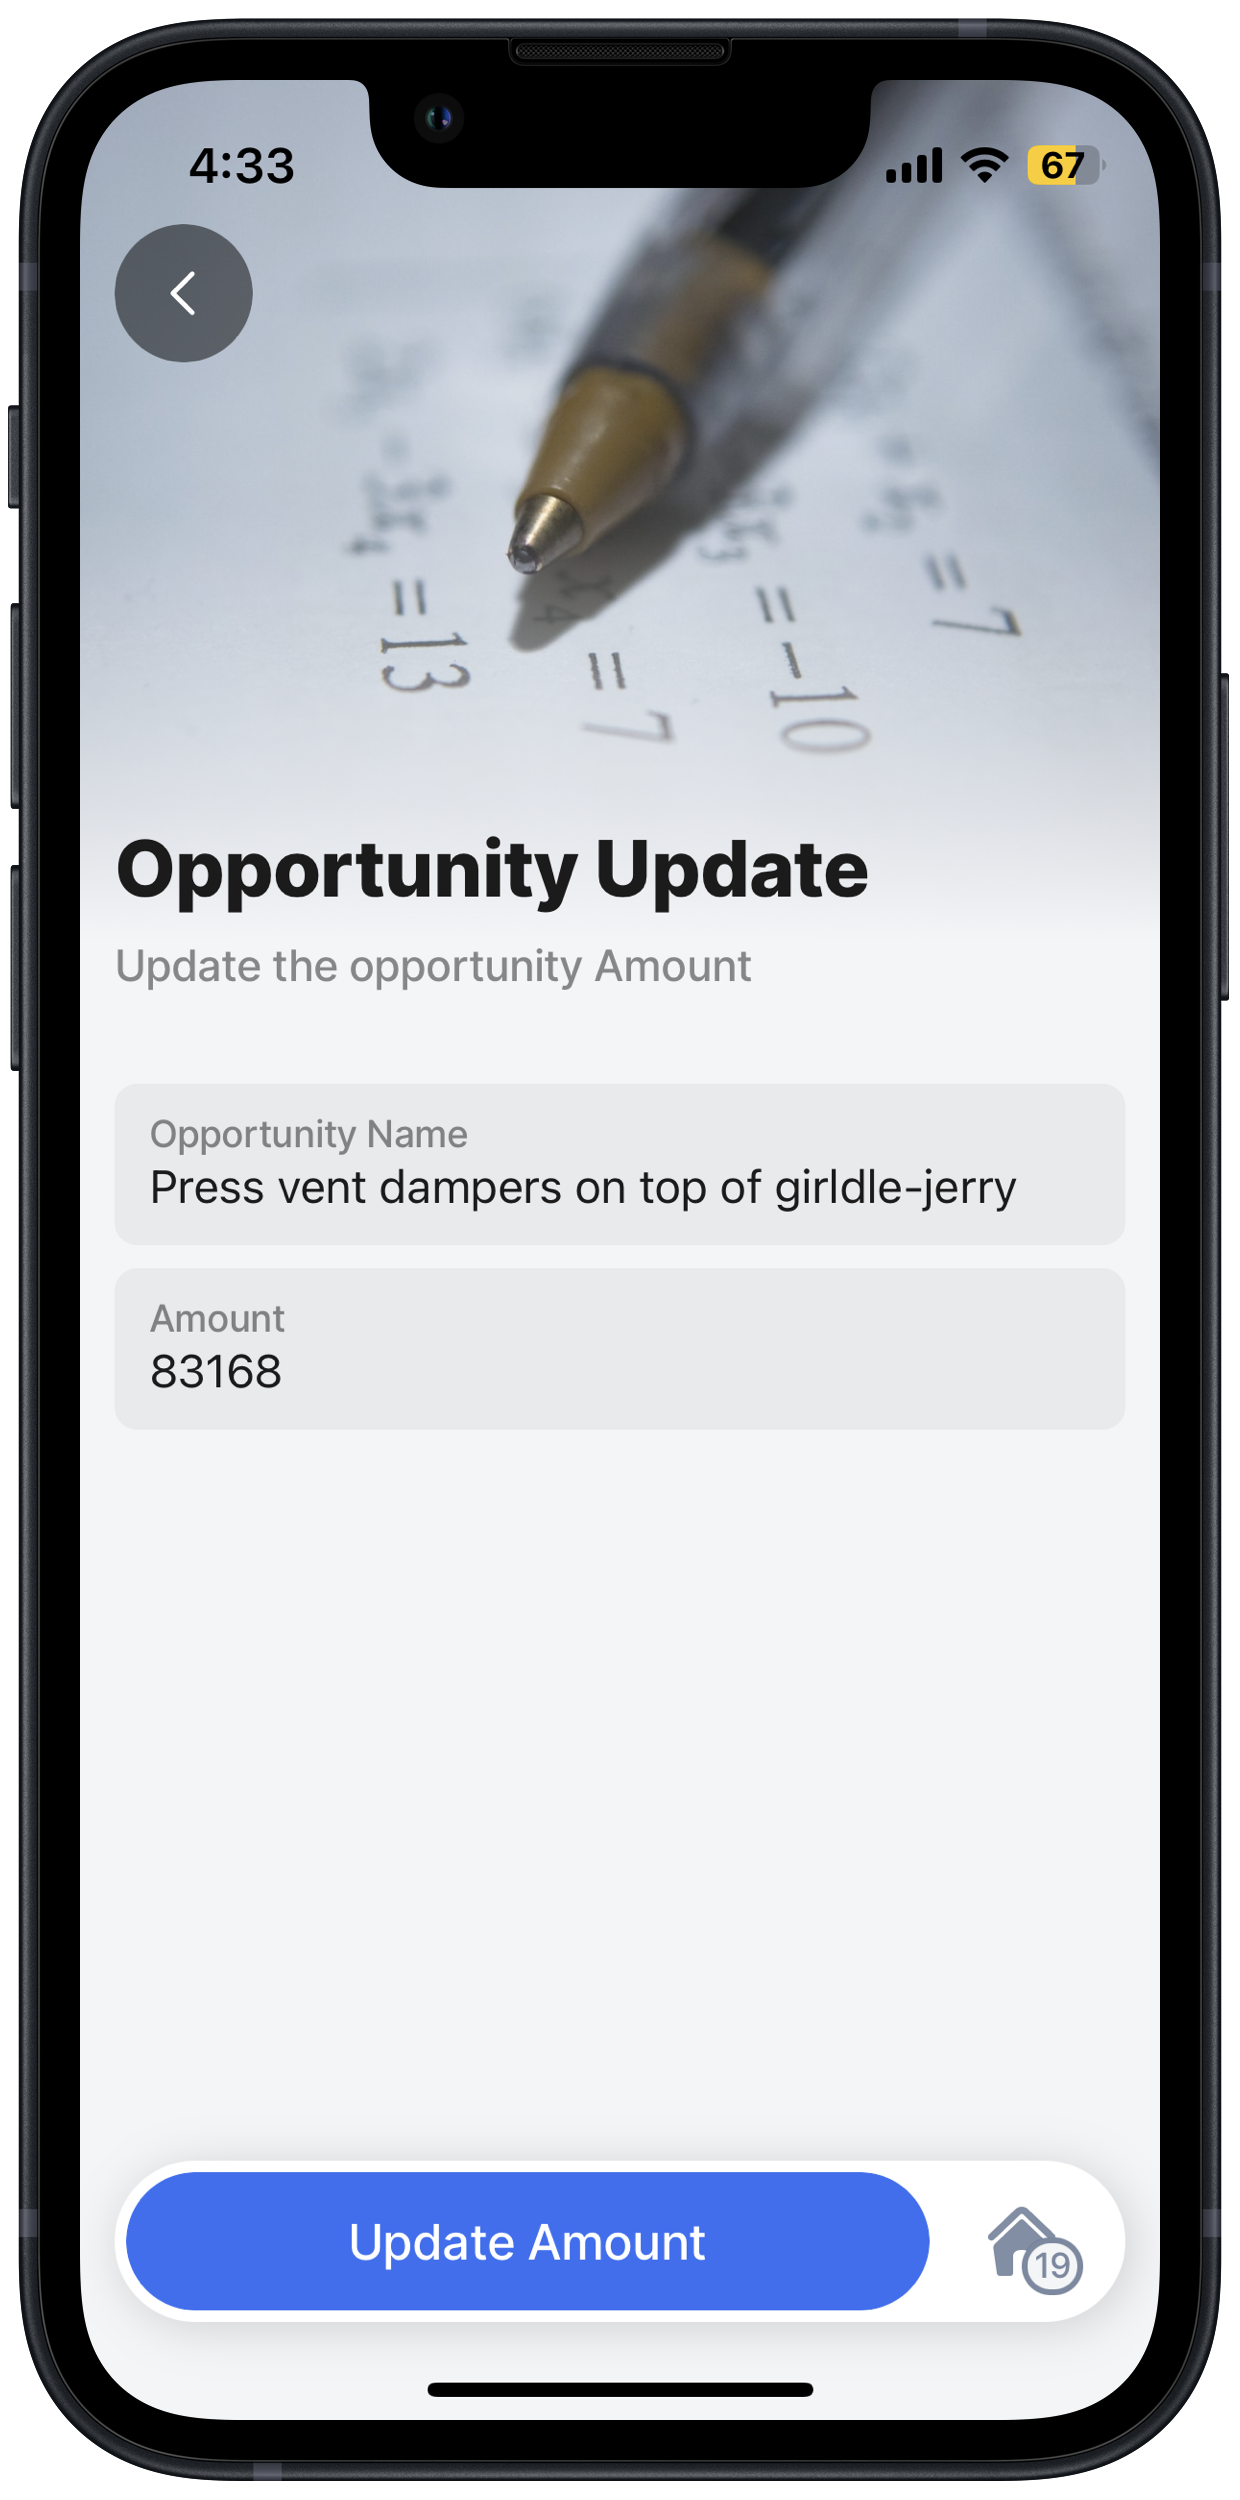 4:33
67
= 13
= 7
= -10
= 7
Opportunity Update
Update the opportunity Amount
Opportunity Name
Press vent dampers on top of girldle-jerry
Amount
83168
Update Amount
19